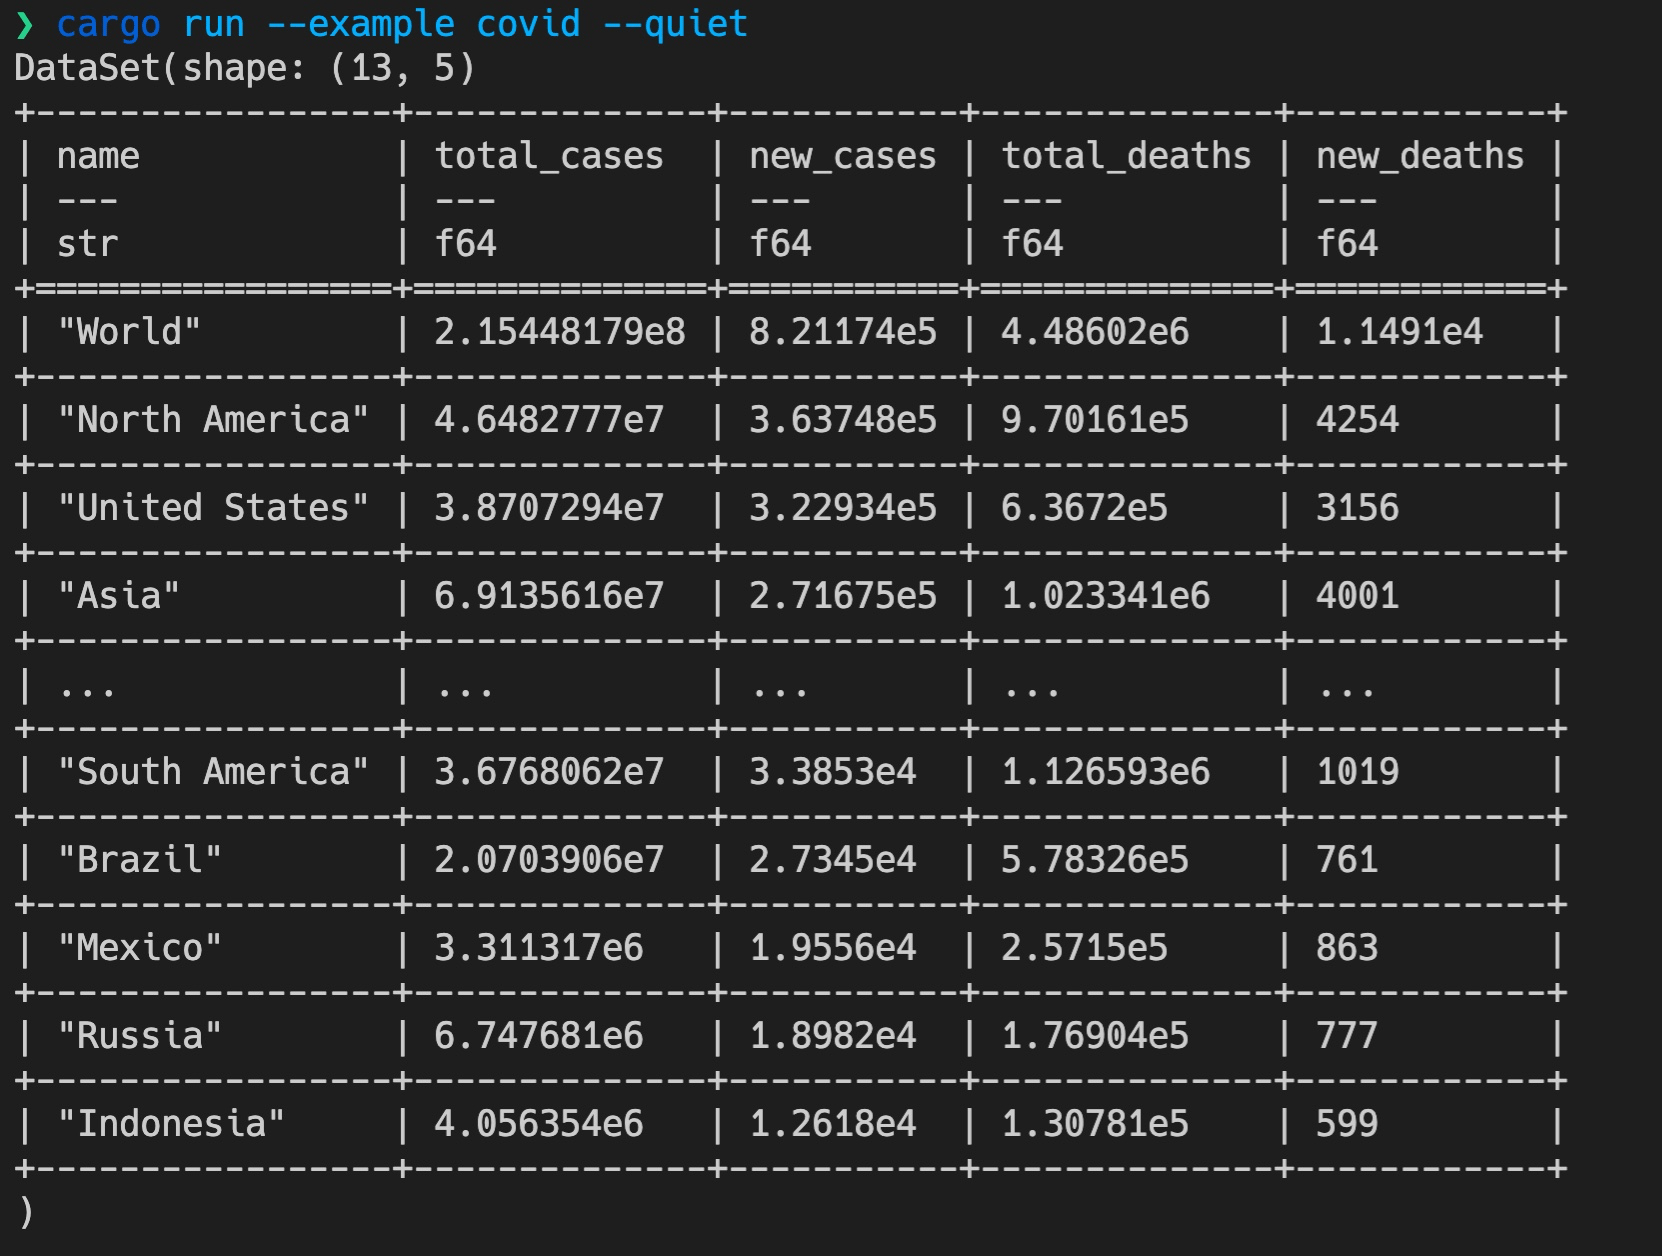 ❯ cargo run --example covid --quiet
DataSet(shape: (13, 5)
+-----------------+--------------+-----------+--------------+------------+
| name            | total_cases  | new_cases | total_deaths | new_deaths |
| ---             | ---          | ---       | ---          | ---        |
| str             | f64          | f64       | f64          | f64        |
+=================+==============+===========+==============+============+
| "World"         | 2.15448179e8 | 8.21174e5 | 4.48602e6    | 1.1491e4   |
+-----------------+--------------+-----------+--------------+------------+
| "North America" | 4.6482777e7  | 3.63748e5 | 9.70161e5    | 4254       |
+-----------------+--------------+-----------+--------------+------------+
| "United States" | 3.8707294e7  | 3.22934e5 | 6.3672e5     | 3156       |
+-----------------+--------------+-----------+--------------+------------+
| "Asia"          | 6.9135616e7  | 2.71675e5 | 1.023341e6   | 4001       |
+-----------------+--------------+-----------+--------------+------------+
| ...             | ...          | ...       | ...          | ...        |
+-----------------+--------------+-----------+--------------+------------+
| "South America" | 3.6768062e7  | 3.3853e4  | 1.126593e6   | 1019       |
+-----------------+--------------+-----------+--------------+------------+
| "Brazil"        | 2.0703906e7  | 2.7345e4  | 5.78326e5    | 761        |
+-----------------+--------------+-----------+--------------+------------+
| "Mexico"        | 3.311317e6   | 1.9556e4  | 2.5715e5     | 863        |
+-----------------+--------------+-----------+--------------+------------+
| "Russia"        | 6.747681e6   | 1.8982e4  | 1.76904e5    | 777        |
+-----------------+--------------+-----------+--------------+------------+
| "Indonesia"     | 4.056354e6   | 1.2618e4  | 1.30781e5    | 599        |
+-----------------+--------------+-----------+--------------+------------+
)